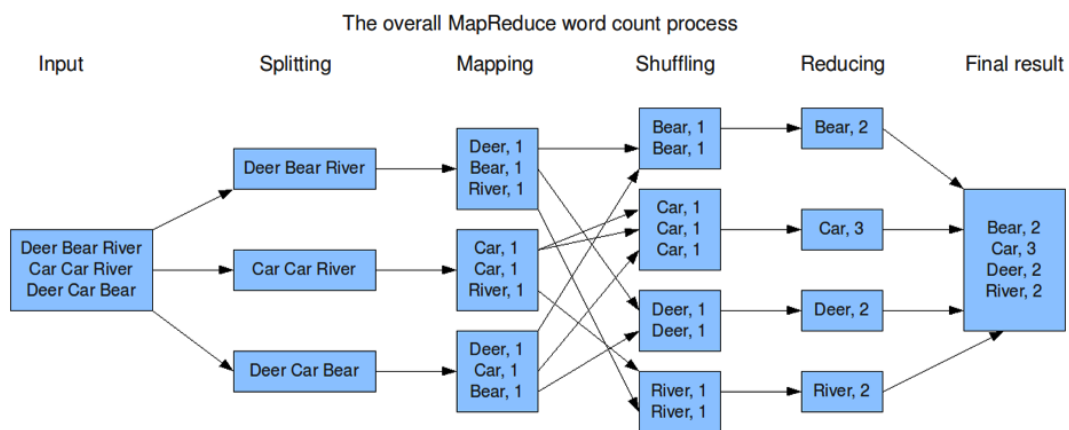 The overall MapReduce word count process
Input
Splitting
Mapping
Shuffling
Reducing
Final result
Deer Bear River
Car Car River
Deer Car Bear
Deer Bear River
Car Car River
Deer Car Bear
Deer, 1
Bear, 1
River, 1
Car, 1
Car, 1
River, 1
Deer, 1
Car, 1
Bear, 1
Bear, 1
Bear, 1
Car, 1
Car, 1
Car, 1
Deer, 1
Deer, 1
River, 1
River, 1
Bear, 2
Car, 3
Deer, 2
River, 2
Bear, 2
Car, 3
Deer, 2
River, 2